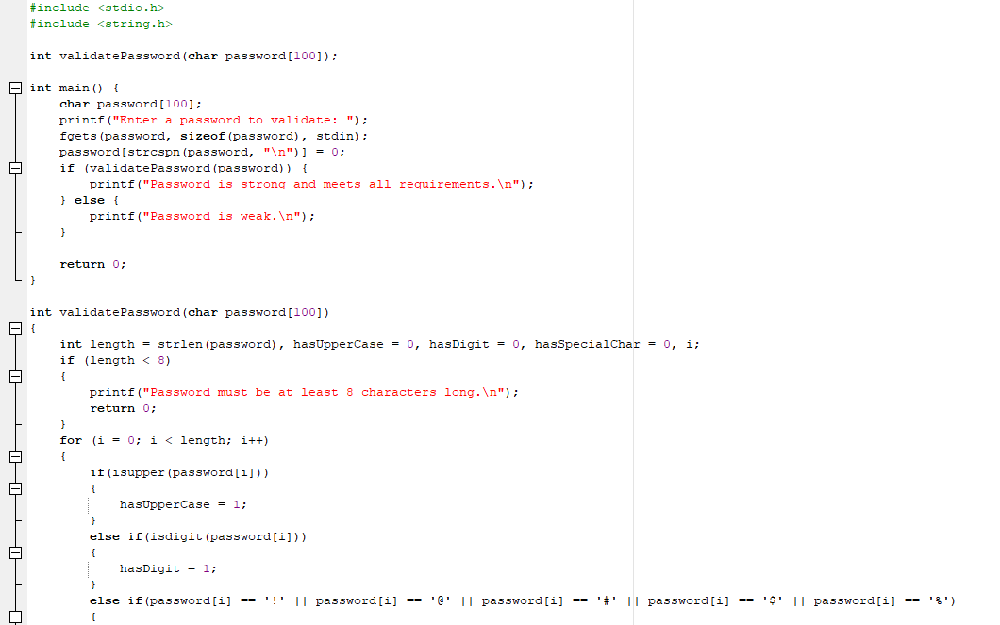 #include <stdio.h>
#include <string.h>

int validatePassword(char password[100]);

int main() {
    char password[100];
    printf("Enter a password to validate: ");
    fgets(password, sizeof(password), stdin);
    password[strcspn(password, "\n")] = 0;
    if (validatePassword(password)) {
        printf("Password is strong and meets all requirements.\n");
    } else {
        printf("Password is weak.\n");
    }

    return 0;
}

int validatePassword(char password[100])
{
    int length = strlen(password), hasUpperCase = 0, hasDigit = 0, hasSpecialChar = 0, i;
    if (length < 8)
    {
        printf("Password must be at least 8 characters long.\n");
        return 0;
    }
    for (i = 0; i < length; i++)
    {
        if(isupper(password[i]))
        {
            hasUpperCase = 1;
        }
        else if(isdigit(password[i]))
        {
            hasDigit = 1;
        }
        else if(password[i] == '!' || password[i] == '@' || password[i] == '#' || password[i] == '$' || password[i] == '%')
        {